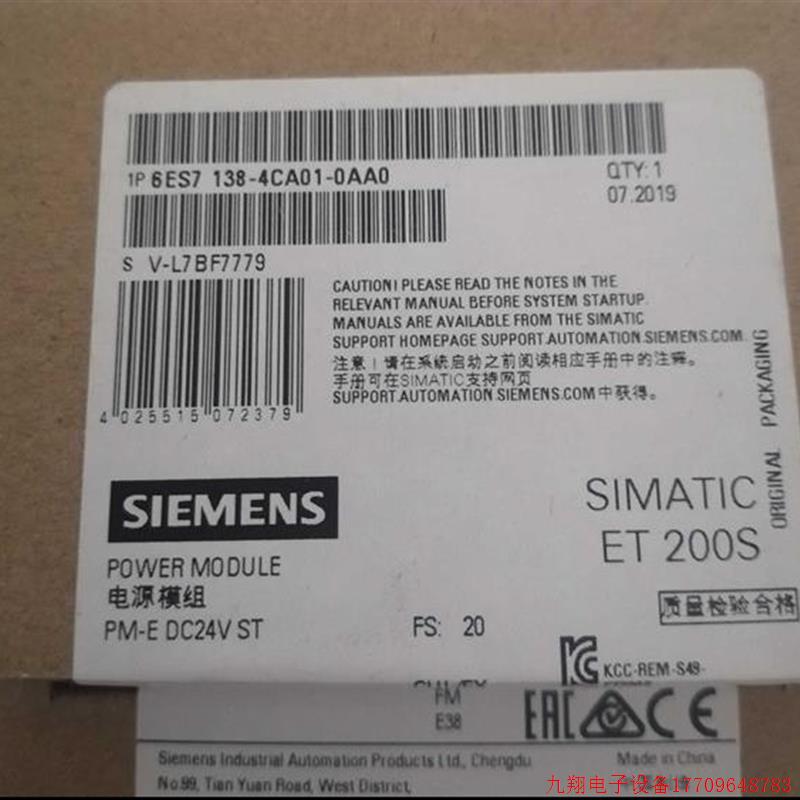 1P 6ES7 138-4CA01-0AA0
QTY: 1
07.2019
S V-L7BF7779
CAUTION! PLEASE READ THE NOTES IN THE
RELEVANT MANUAL BEFORE SYSTEM STARTUP.
MANUALS ARE AVAILABLE FROM THE SIMATIC
SUPPORT HOMEPAGE SUPPORT.AUTOMATION.SIEMENS.COM.
注意！请在系统启动之前阅读相应手册中的注释。
手册可在SIMATIC支持网页
SUPPORT.AUTOMATION.SIEMENS.COM 中获得。
4 025515 072379
ORIGINAL PACKAGING
SIEMENS
SIMATIC
ET 200S
POWER MODULE
电源模组
PM-E DC24V ST
FS: 20
质量检验合格
KCC-REM-S49-
FM
E38
EAC
CE
Siemens Industrial Automation Products Ltd., Chengdu
Made in China
No.99, Tian Yuan Road, West District,
九翔电子设备17709648783